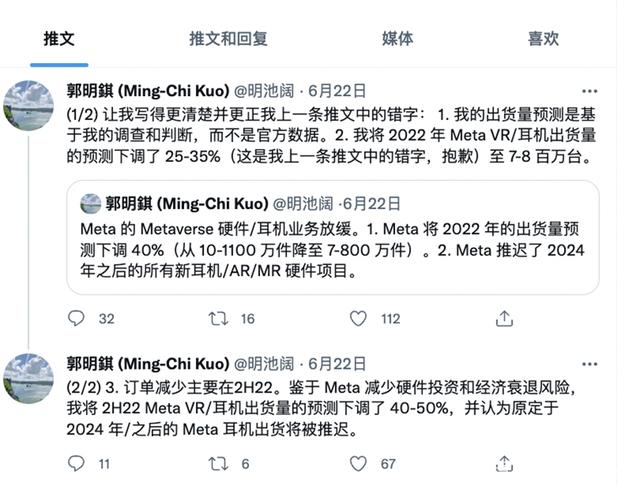 推文 推文和回复 媒体 喜欢
郭明錤 (Ming-Chi Kuo) @明池阔 · 6月22日
(1/2) 让我写得更清楚并更正我上一条推文中的错字： 1. 我的出货量预测是基
于我的调查和判断，而不是官方数据。2. 我将 2022 年 Meta VR/耳机出货量
的预测下调了 25-35%（这是我上一条推文中的错字，抱歉）至 7-8 百万台。
郭明錤 (Ming-Chi Kuo) @明池阔 ·6月22日
Meta 的 Metaverse 硬件/耳机业务放缓。1. Meta 将 2022 年的出货量预
测下调 40%（从 10-1100 万件降至 7-800 万件）。2. Meta 推迟了 2024
年之后的所有新耳机/AR/MR 硬件项目。
32 16 112
郭明錤 (Ming-Chi Kuo) @明池阔 · 6月22日
(2/2) 3. 订单减少主要在2H22。鉴于 Meta 减少硬件投资和经济衰退风险，
我将 2H22 Meta VR/耳机出货量的预测下调了 40-50%，并认为原定于
2024 年/之后的 Meta 耳机出货将被推迟。
11 6 67